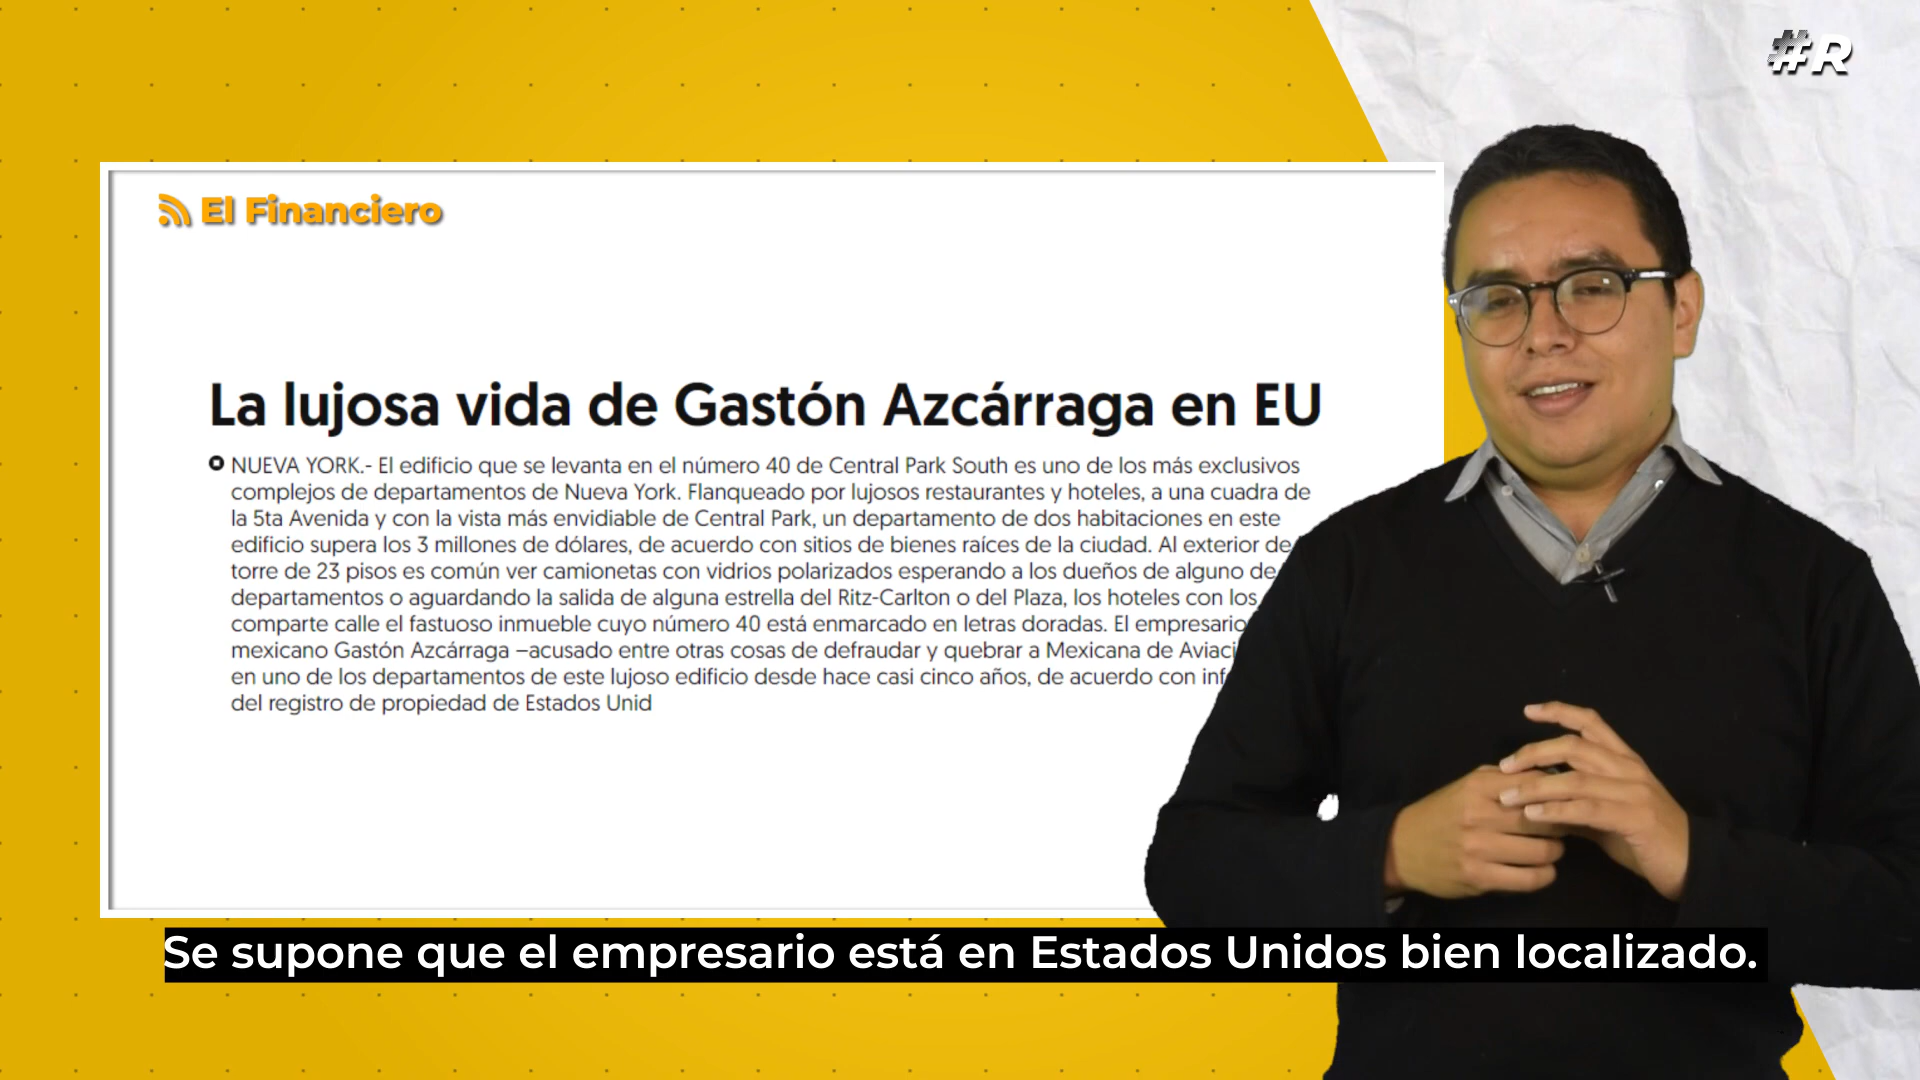 #R
El Financiero
La lujosa vida de Gastón Azcárraga en EU
NUEVA YORK.- El edificio que se levanta en el número 40 de Central Park South es uno de los más exclusivos
complejos de departamentos de Nueva York. Flanqueado por lujosos restaurantes y hoteles, a una cuadra de
la 5ta Avenida y con la vista más envidiable de Central Park, un departamento de dos habitaciones en este
edificio supera los 3 millones de dólares, de acuerdo con sitios de bienes raíces de la ciudad. Al exterior de
torre de 23 pisos es común ver camionetas con vidrios polarizados esperando a los dueños de alguno de
departamentos o aguardando la salida de alguna estrella del Ritz-Carlton o del Plaza, los hoteles con los
comparte calle el fastuoso inmueble cuyo número 40 está enmarcado en letras doradas. El empresario
mexicano Gastón Azcárraga –acusado entre otras cosas de defraudar y quebrar a Mexicana de
en uno de los departamentos de este lujoso edificio desde hace casi cinco años, de acuerdo con
del registro de propiedad de Estados Unid
Se supone que el empresario está en Estados Unidos bien localizado.